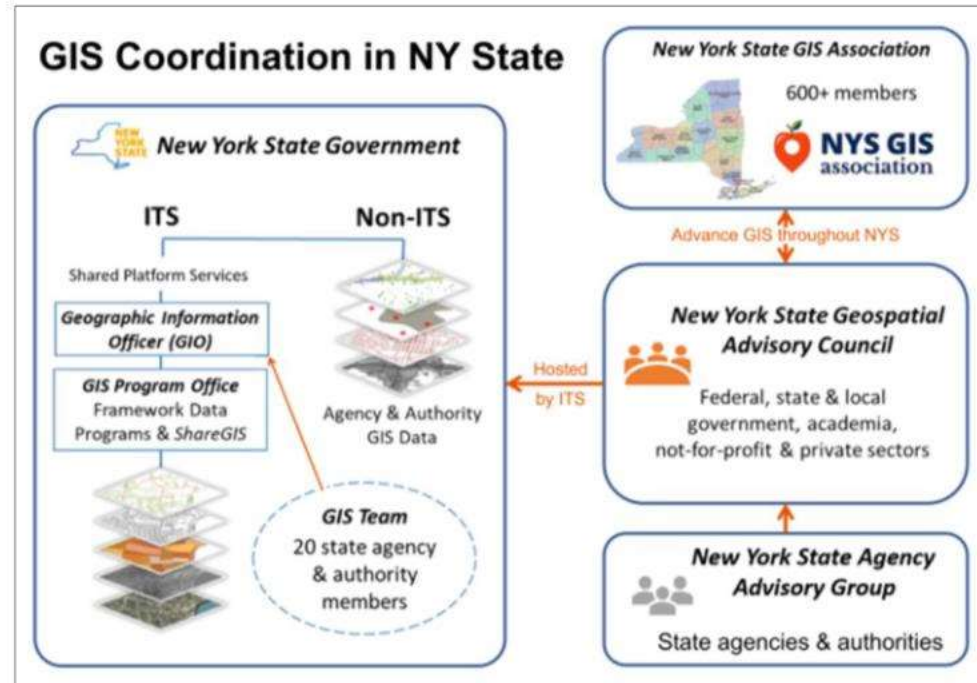 GIS Coordination in NY State
NEW
YORK
STATE
New York State Government
ITS
Non-ITS
Shared Platform Services
Geographic Information
Officer (GIO)
GIS Program Office
Framework Data
Programs & ShareGIS
Agency & Authority
GIS Data
GIS Team
20 state agency
& authority
members
Hosted
by ITS
New York State GIS Association
600+ members
NYS GIS
association
Advance GIS throughout NYS
New York State Geospatial
Advisory Council
Federal, state & local
government, academia,
not-for-profit & private sectors
New York State Agency
Advisory Group
State agencies & authorities